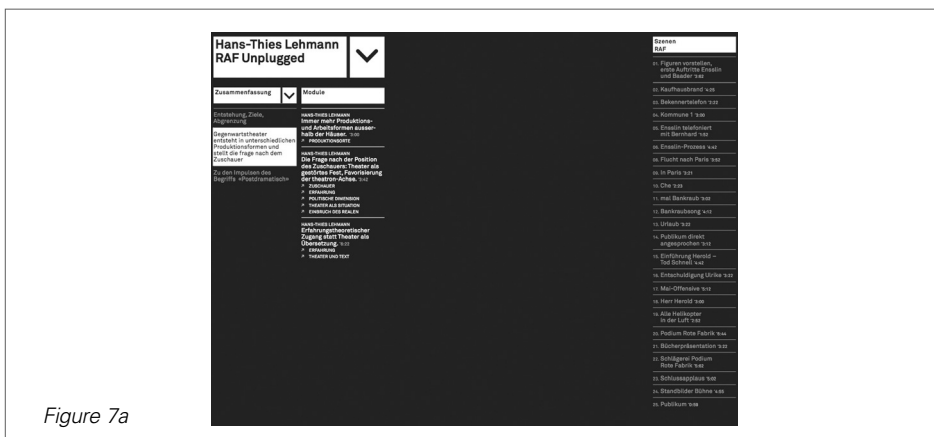 Hans-Thies Lehmann
RAF Unplugged
Zusammenfassung
Entstehung, Ziele,
Abgrenzung
Gegenwartstheater
entsteht in unterschiedlichen
Produktionsformen und
stellt die frage nach dem
Zuschauer
Zu den Impulsen des
Begriffs «Postdramatisch»
Module
HANS-THIES LEHMANN
Immer mehr Produktions-
und Arbeitsformen ausser-
halb der Häuser.
PRODUKTIONSORTE
HANS-THIES LEHMANN
Die Frage nach der Position
des Zuschauers: Theater als
gestörtes Fest, Favorisierung
der theatron-Achse.
ZUSCHAUER
ERFAHRUNG
POLITISCHE DIMENSION
THEATER ALS SITUATION
EINBRUCH DES REALEN
HANS-THIES LEHMANN
Erfahrungstheoretischer
Zugang statt Theater als
Übersetzung.
ERFAHRUNG
THEATER UND TEXT
Szenen
RAF
01. Figuren vorstellen,
erste Auftritte Ensslin
und Baader
02. Kaufhausbrand
03. Bekennertelefon
04. Kommune 1
05. Ensslin telefoniert
mit Bernhard
06. Ensslin-Prozess
08. Flucht nach Paris
09. In Paris
10. Che
11. mal Bankraub
12. Bankraubsong
13. Urlaub
14. Publikum direkt
angesprochen
15. Einführung Herold –
Ted Schnell
16. Entschuldigung Ulrike
17. Mai-Offensive
18. Herr Herold
19. Alle Helikopter
in der Luft
20. Podium Rote Fabrik
21. Bücherpräsentation
22. Schlägerei Podium
Rote Fabrik
23. Schlussapplaus
24. Standbilder Bühne
25. Publikum
Figure 7a